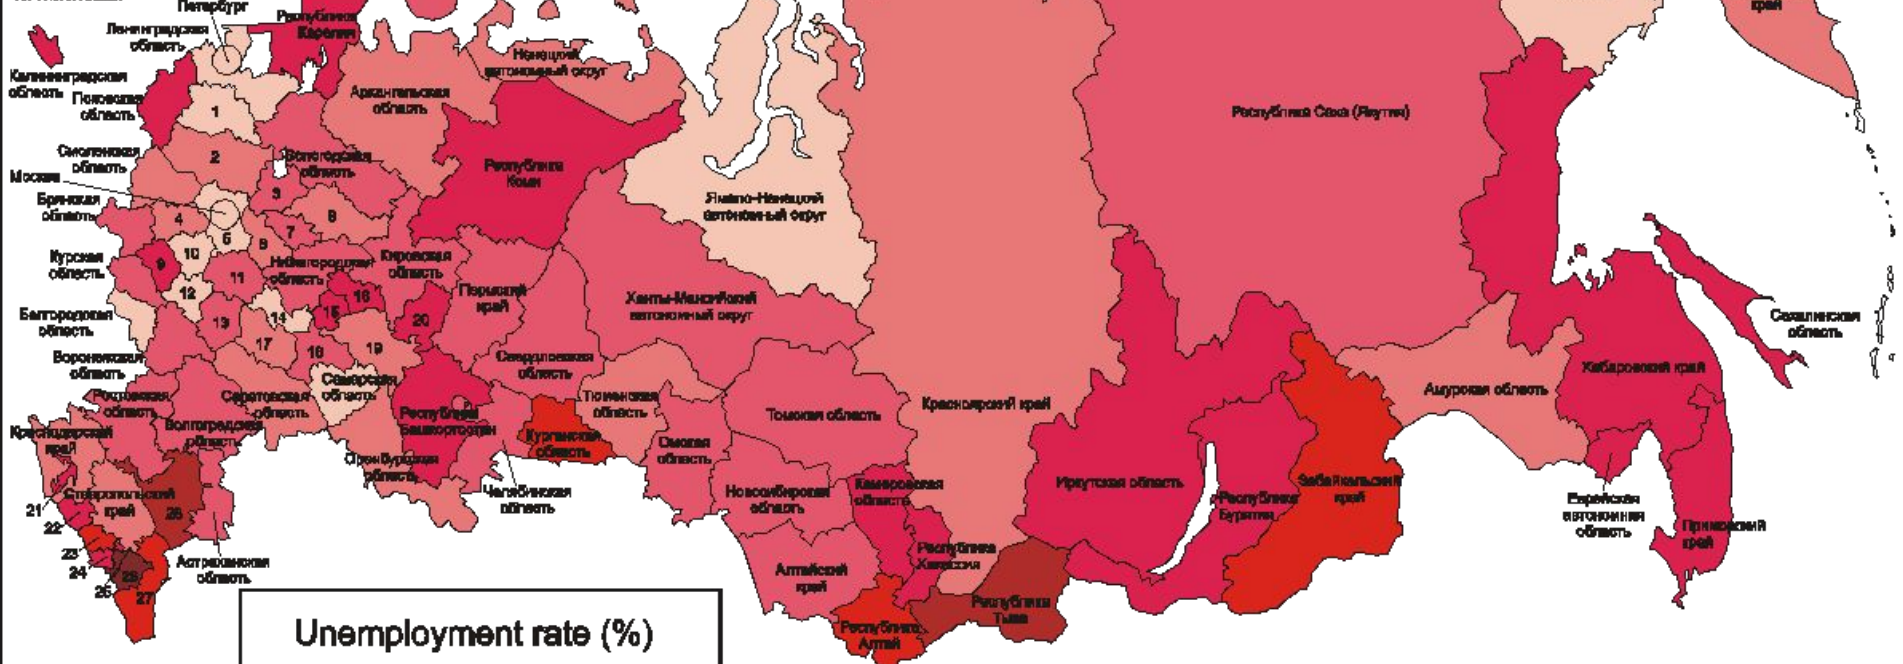 Петербург
Ленинградская
область
Республика
Карелия
край
Калининградская
область
Псковская
область
Ненецкий
автономный округ
Архангельская
область
1
Республика Саха (Якутия)
Смоленская
область
2
Вологодская
область
Республика
Коми
Москва
3
Брянская
область
4
8
Ямало-Ненецкий
автономный округ
5
7
6
Курская
область
9
10
Нижегородская
область
Кировская
область
11
12
Пермский
край
Ханты-Мансийский
автономный округ
16
Белгородская
область
13
14
15
20
Сахалинская
область
17
18
19
Воронежская
область
Свердловская
область
Хабаровский край
Самарская
область
Ростовская
область
Саратовская
область
Тюменская
область
Амурская область
Томская область
Красноярский край
Республика
Башкортостан
Краснодарский
край
Волгоградская
область
Курганская
область
Омская
область
Оренбургская
область
Челябинская
область
Новосибирская
область
Кемеровская
область
Иркутская область
Республика
Бурятия
Забайкальский
край
Ставропольский
край
21
22
Еврейская
автономная
область
Приморский
край
23
24
Астраханская
область
Республика
Хакассия
Алтайский
край
27
Республика
Тыва
Республика
Алтай
Unemployment rate (%)